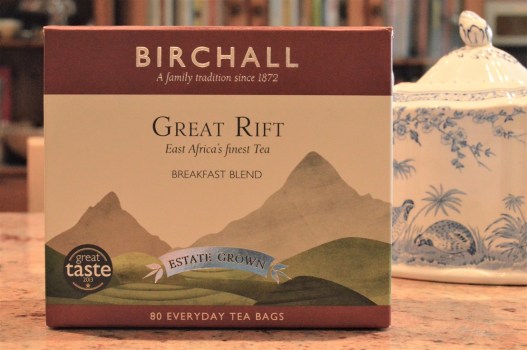 BIRCHALL
A family tradition since 1872
GREAT RIFT
East Africa's finest Tea
BREAKFAST BLEND
great
taste
2015
ESTATE GROWN
80 EVERYDAY TEA BAGS